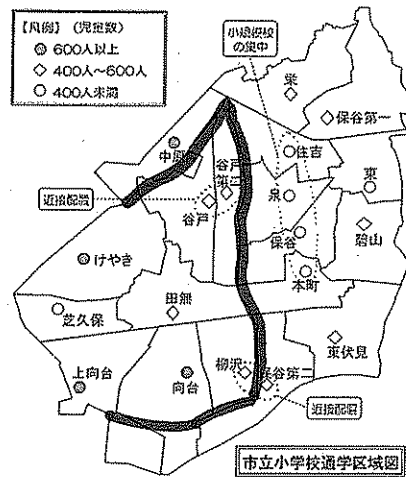 【凡例】(児童数)
600人以上
400人～600人
400人未満
小規模校
の集中
栄
保谷第一
中原
住吉
谷戸
第二
東
近接配置
泉
谷戸
碧山
保谷
けやき
本町
田無
芝久保
東伏見
柳沢
保谷第二
上向台
向台
近接配置
市立小学校通学区域図